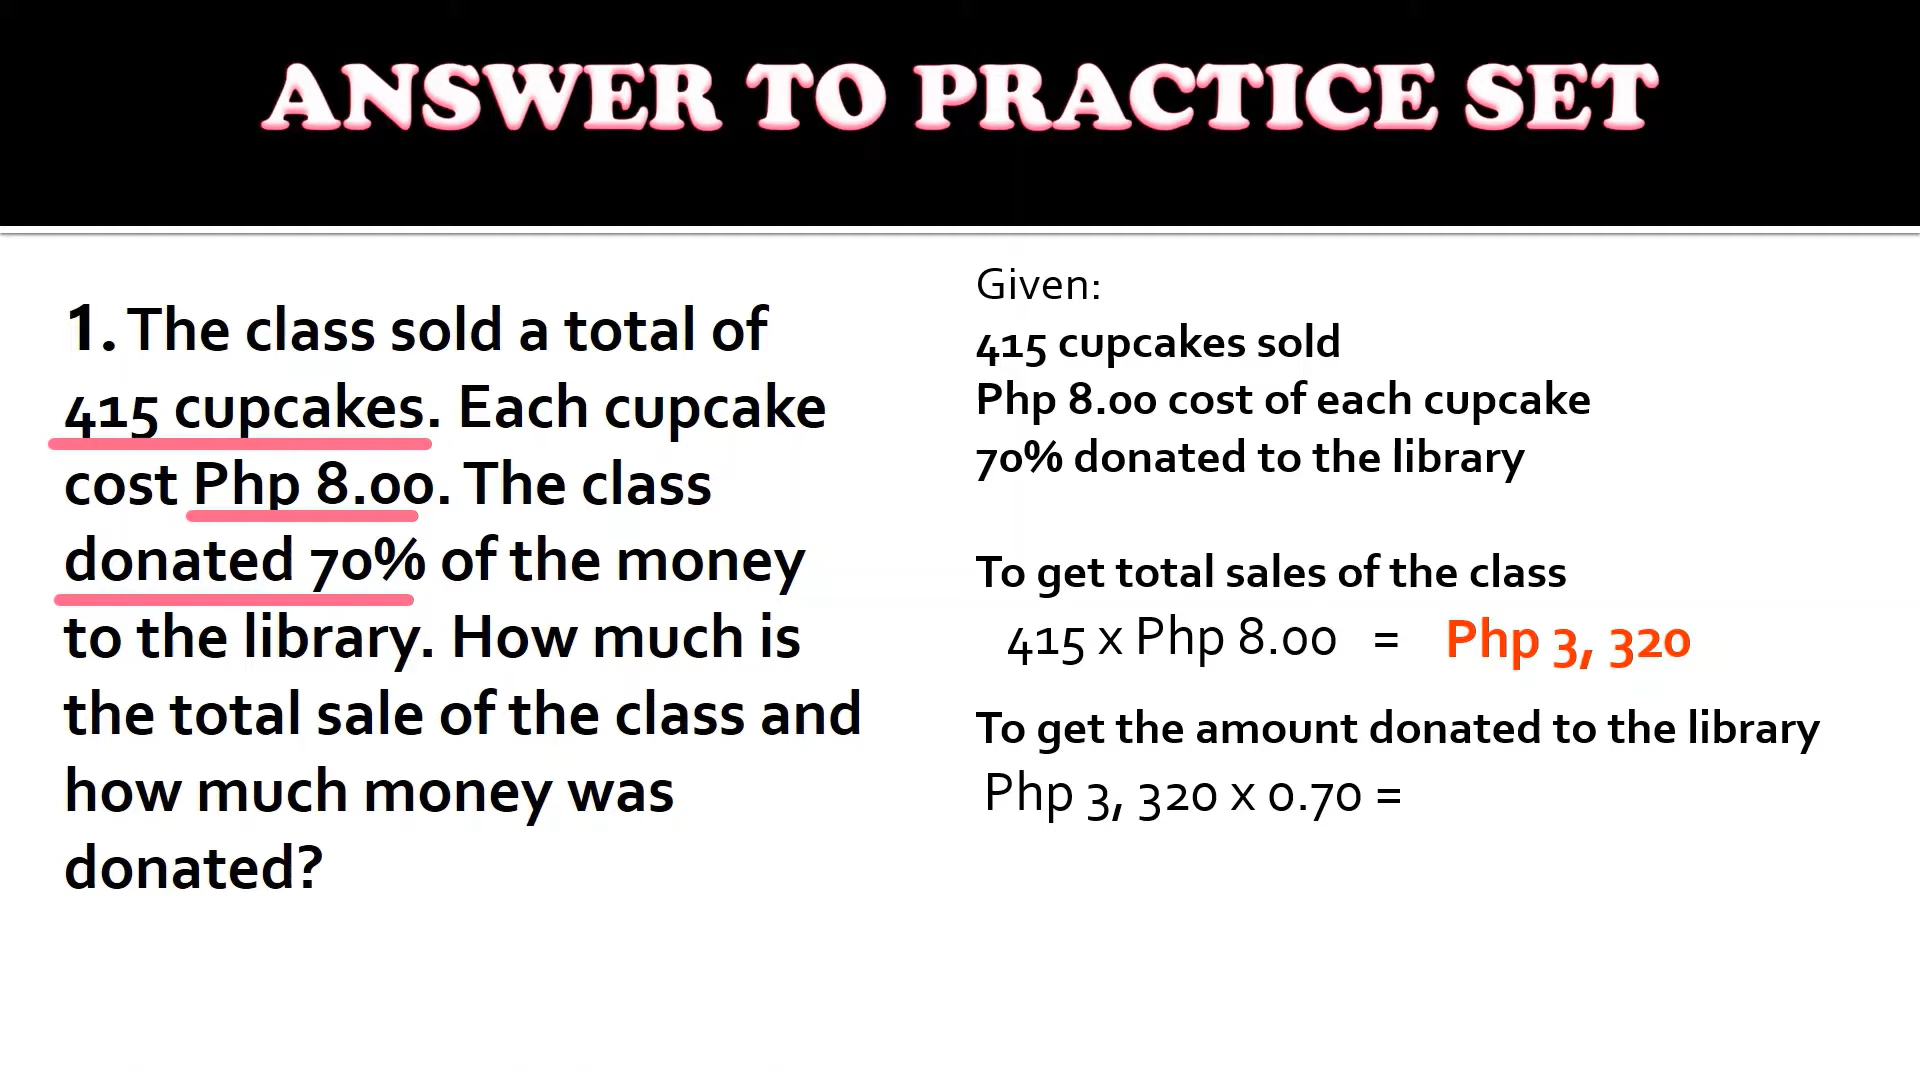 ANSWER TO PRACTICE SET
1. The class sold a total of
415 cupcakes. Each cupcake
cost Php 8.00. The class
donated 70% of the money
to the library. How much is
the total sale of the class and
how much money was
donated?
Given:
415 cupcakes sold
Php 8.00 cost of each cupcake
70% donated to the library
To get total sales of the class
415 x Php 8.00 = Php 3, 320
To get the amount donated to the library
Php 3, 320 x 0.70 =